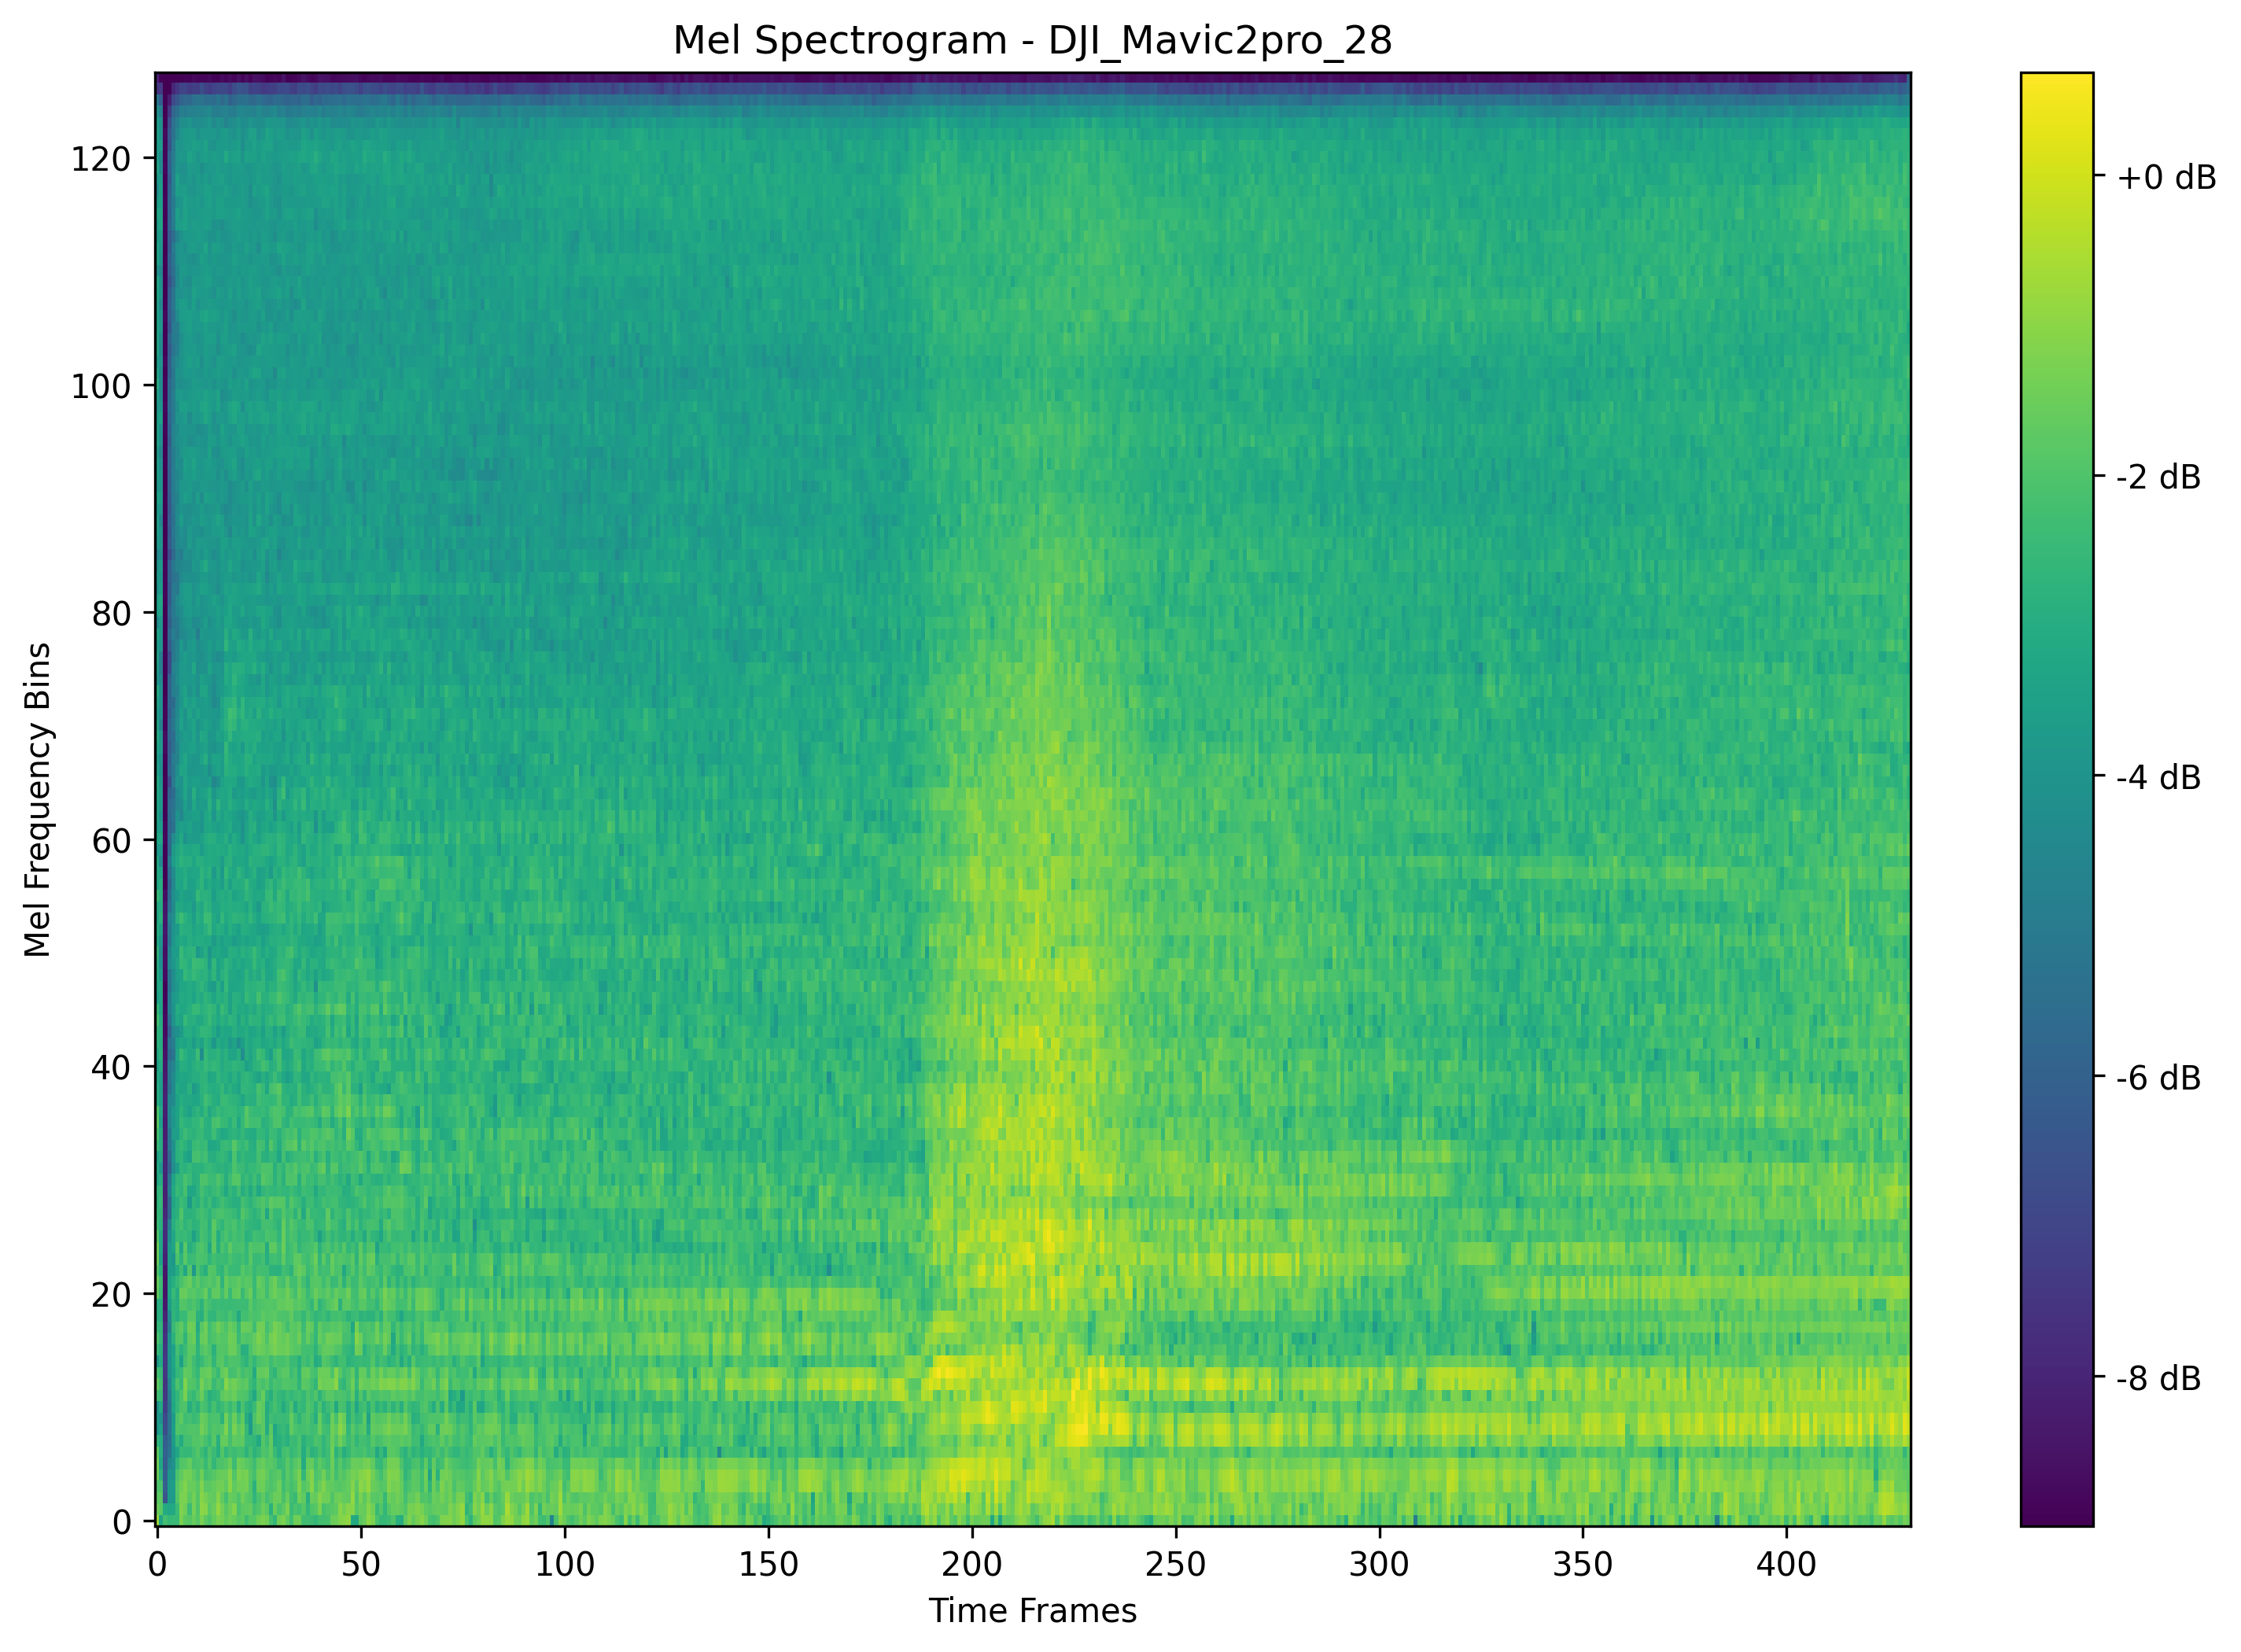 Mel Spectrogram - DJI_Mavic2pro_28
Mel Frequency Bins
120
100
80
60
40
20
0
0 50 100 150 200 250 300 350 400
Time Frames
+0 dB
-2 dB
-4 dB
-6 dB
-8 dB